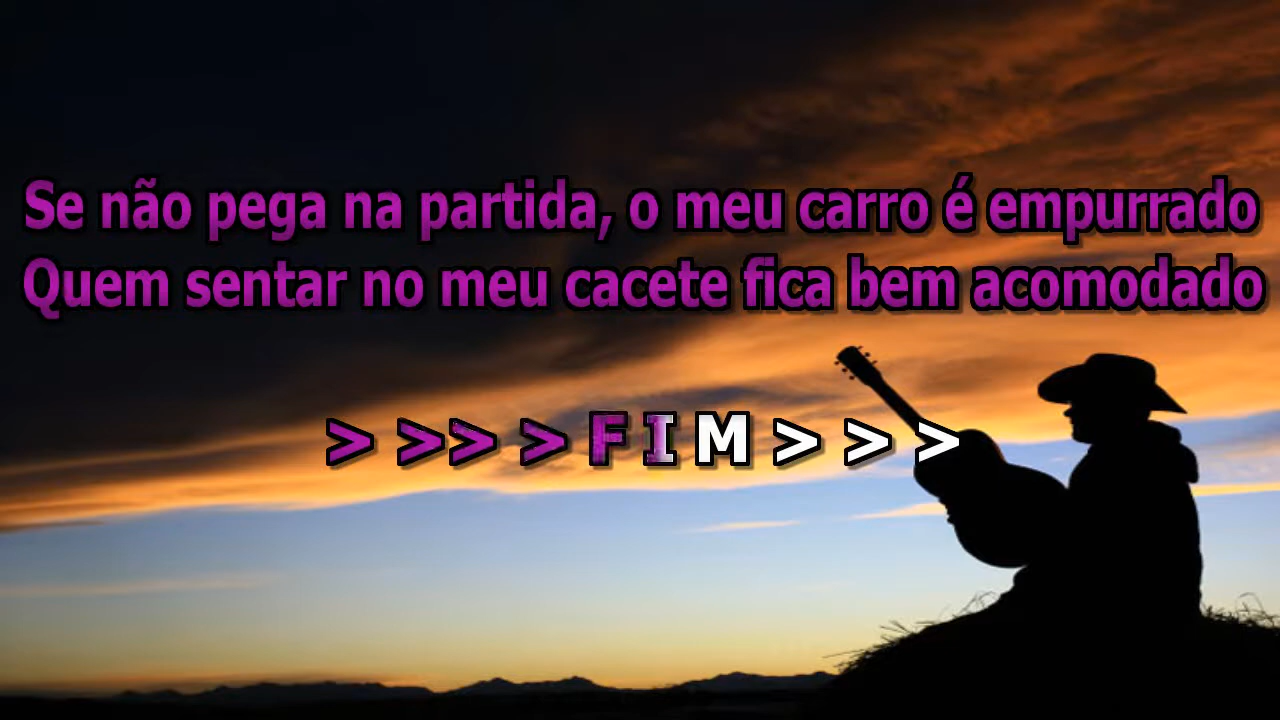 Se não pega na partida, o meu carro é empurrado
Quem sentar no meu cacete fica bem acomodado
> >> > F I M > > >